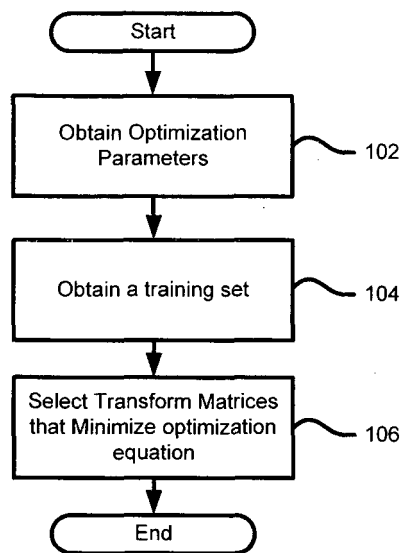 Start
Obtain Optimization
Parameters
102
Obtain a training set
104
Select Transform Matrices
that Minimize optimization
equation
106
End